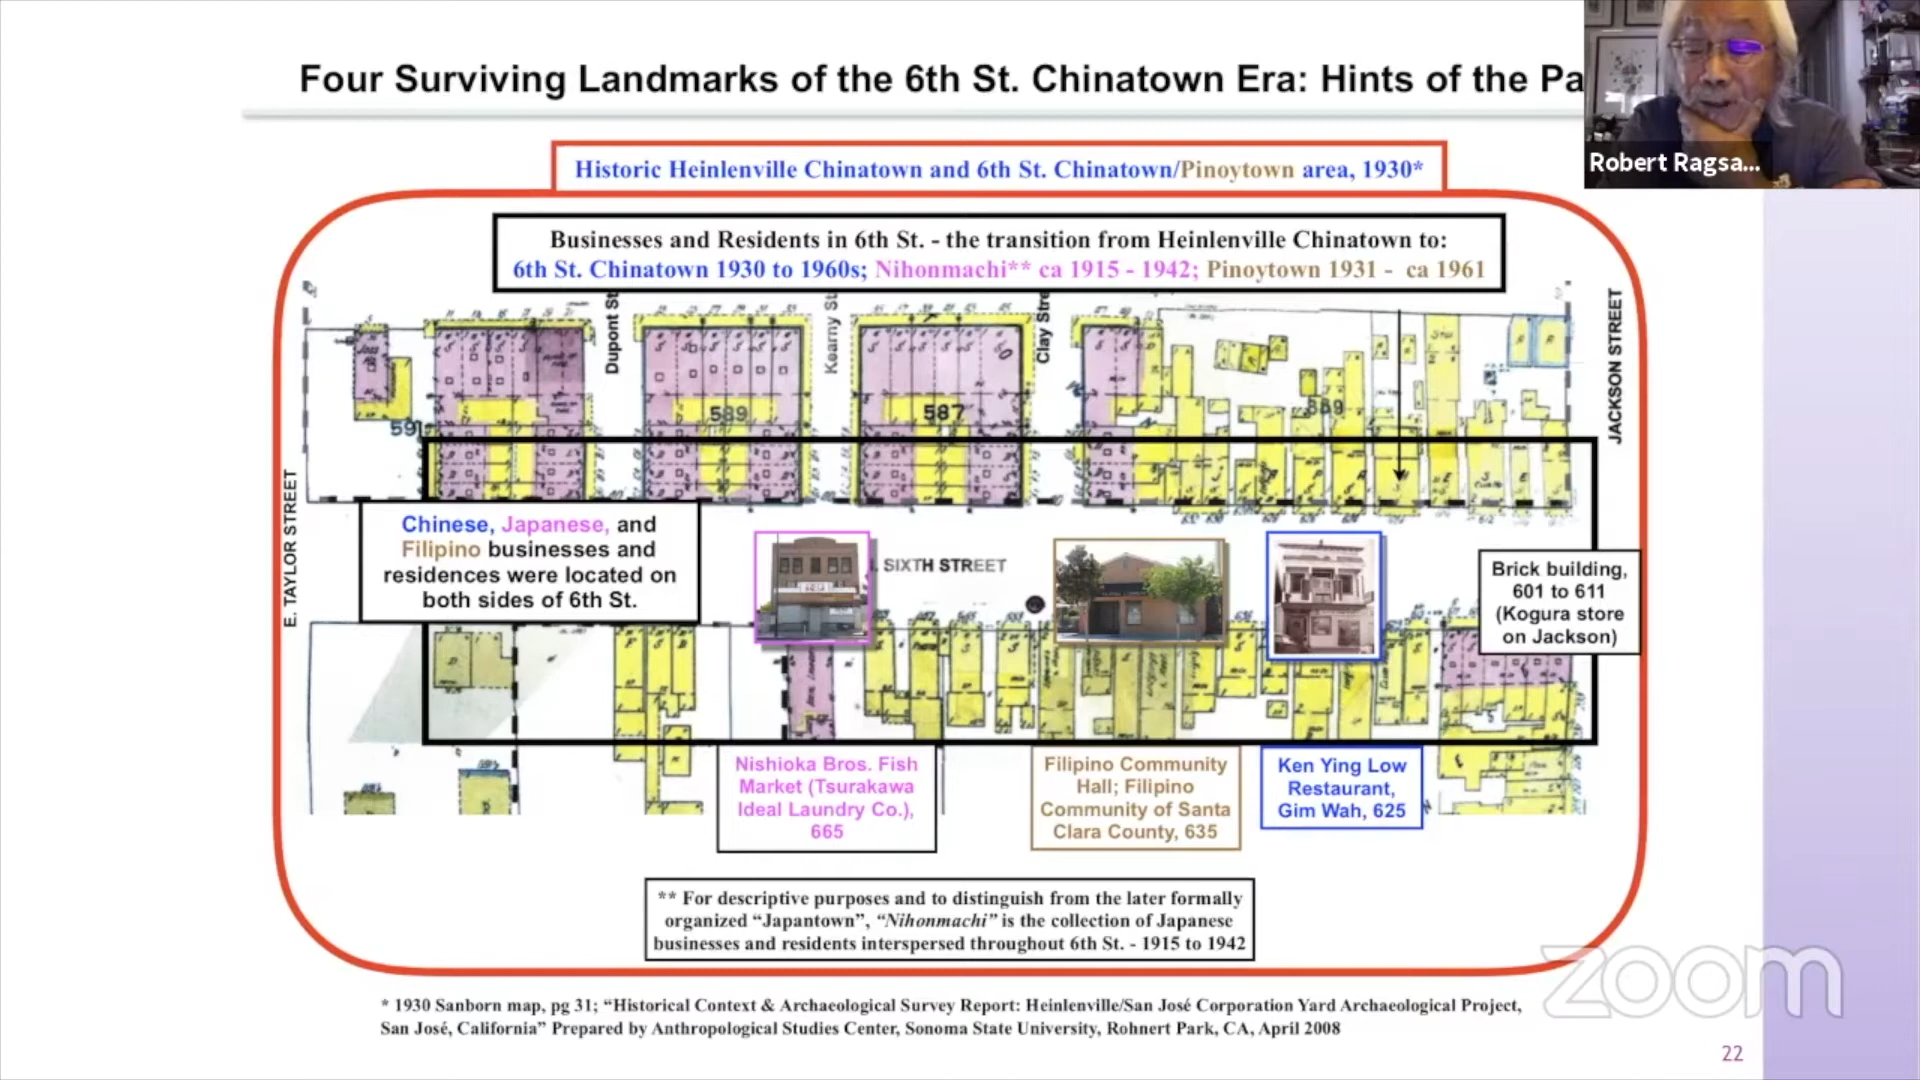 Four Surviving Landmarks of the 6th St. Chinatown Era: Hints of the Pa
Robert Ragsa...
Historic Heinlenville Chinatown and 6th St. Chinatown/Pinoytown area, 1930*
Businesses and Residents in 6th St. - the transition from Heinlenville Chinatown to:
6th St. Chinatown 1930 to 1960s; Nihonmachi** ca 1915 - 1942; Pinoytown 1931 - ca 1961
Dupont St
Kearny St
Clay Stre
JACKSON STREET
589
587
E. TAYLOR STREET
Chinese, Japanese, and
Filipino businesses and
residences were located on
both sides of 6th St.
SIXTH STREET
Brick building,
601 to 611
(Kogura store
on Jackson)
Nishioka Bros. Fish
Market (Tsurakawa
Ideal Laundry Co.),
665
Filipino Community
Hall; Filipino
Community of Santa
Clara County, 635
Ken Ying Low
Restaurant,
Gim Wah, 625
** For descriptive purposes and to distinguish from the later formally
organized “Japantown”, “Nihonmachi” is the collection of Japanese
businesses and residents interspersed throughout 6th St. - 1915 to 1942
zoom
* 1930 Sanborn map, pg 31; “Historical Context & Archaeological Survey Report: Heinlenville/San José Corporation Yard Archaeological Project,
San José, California” Prepared by Anthropological Studies Center, Sonoma State University, Rohnert Park, CA, April 2008
22